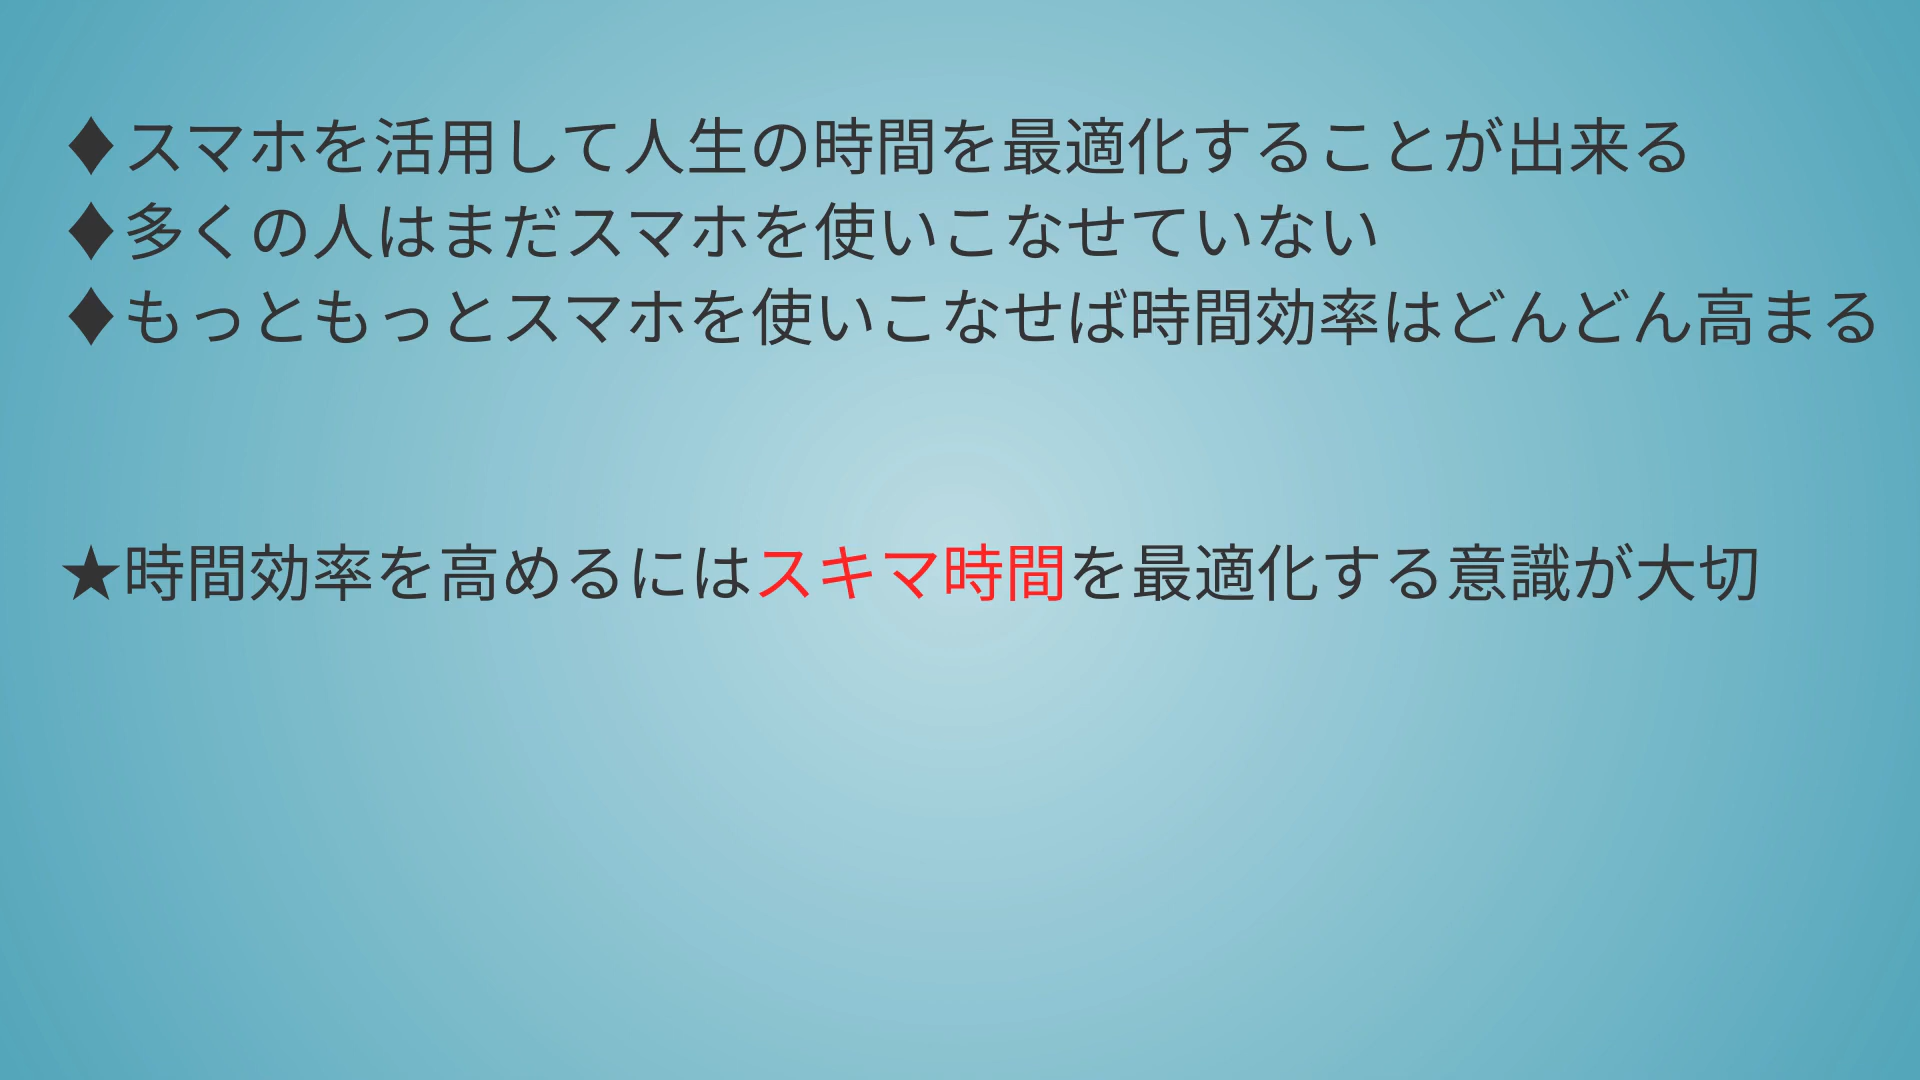 ♦スマホを活用して人生の時間を最適化することが出来る
♦多くの人はまだスマホを使いこなせていない
♦もっともっとスマホを使いこなせば時間効率はどんどん高まる
★時間効率を高めるにはスキマ時間を最適化する意識が大切